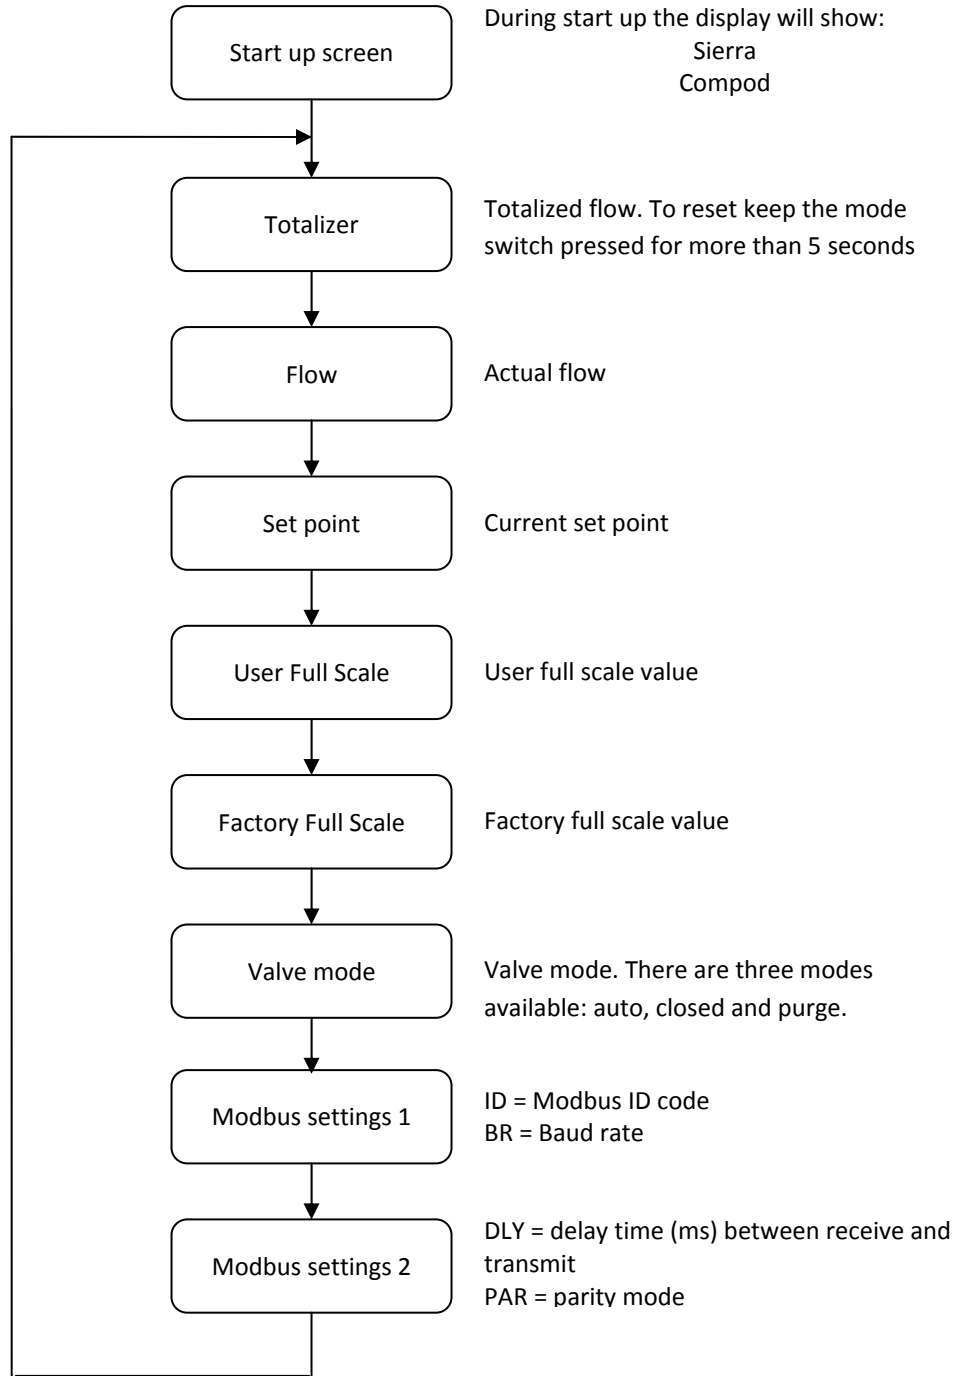 Start up screen
During start up the display will show:
Sierra
Compod
Totalizer
Totalized flow. To reset keep the mode
switch pressed for more than 5 seconds
Flow
Actual flow
Set point
Current set point
User Full Scale
User full scale value
Factory Full Scale
Factory full scale value
Valve mode
Valve mode. There are three modes
available: auto, closed and purge.
Modbus settings 1
ID = Modbus ID code
BR = Baud rate
Modbus settings 2
DLY = delay time (ms) between receive and
transmit
PAR = parity mode